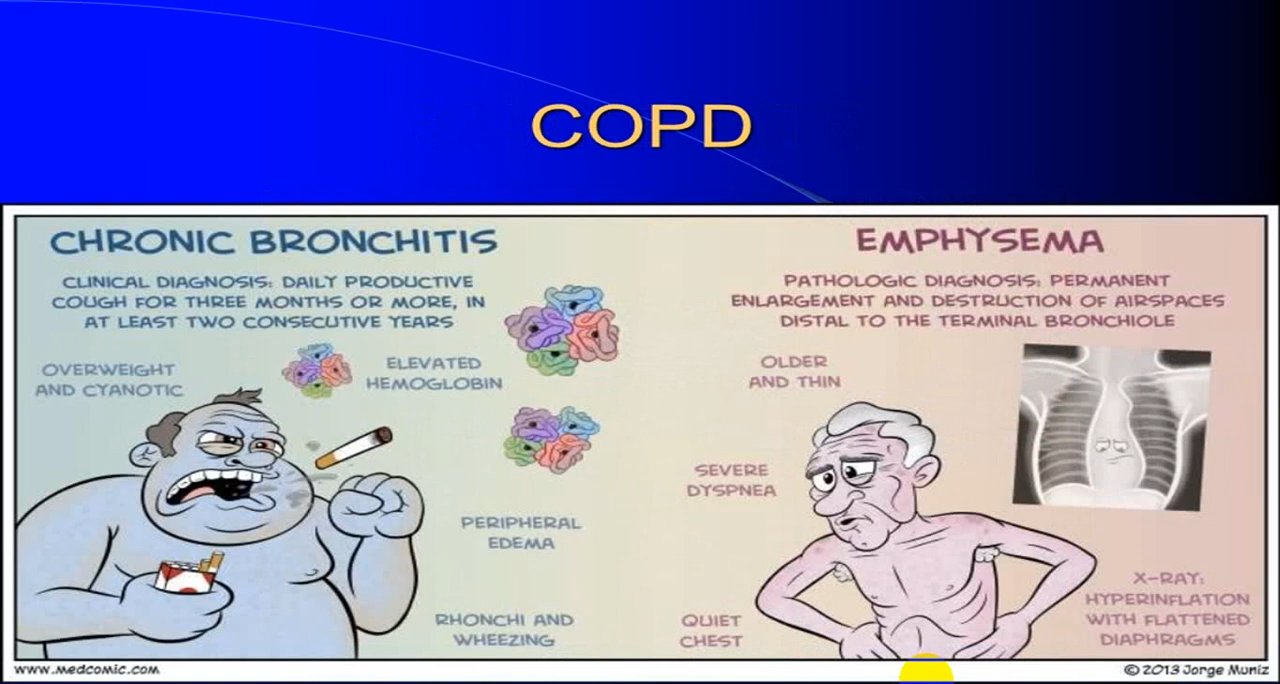 COPD
CHRONIC BRONCHITIS
CLINICAL DIAGNOSIS: DAILY PRODUCTIVE
COUGH FOR THREE MONTHS OR MORE, IN
AT LEAST TWO CONSECUTIVE YEARS
OVERWEIGHT
AND CYANOTIC
ELEVATED
HEMOGLOBIN
PERIPHERAL
EDEMA
RHONCHI AND
WHEEZING
EMPHYSEMA
PATHOLOGIC DIAGNOSIS: PERMANENT
ENLARGEMENT AND DESTRUCTION OF AIRSPACES
DISTAL TO THE TERMINAL BRONCHIOLE
OLDER
AND THIN
SEVERE
DYSPNEA
QUIET
CHEST
X-RAY:
HYPERINFLATION
WITH FLATTENED
DIAPHRAGMS
www.medcomic.com
© 2013 Jorge Muniz